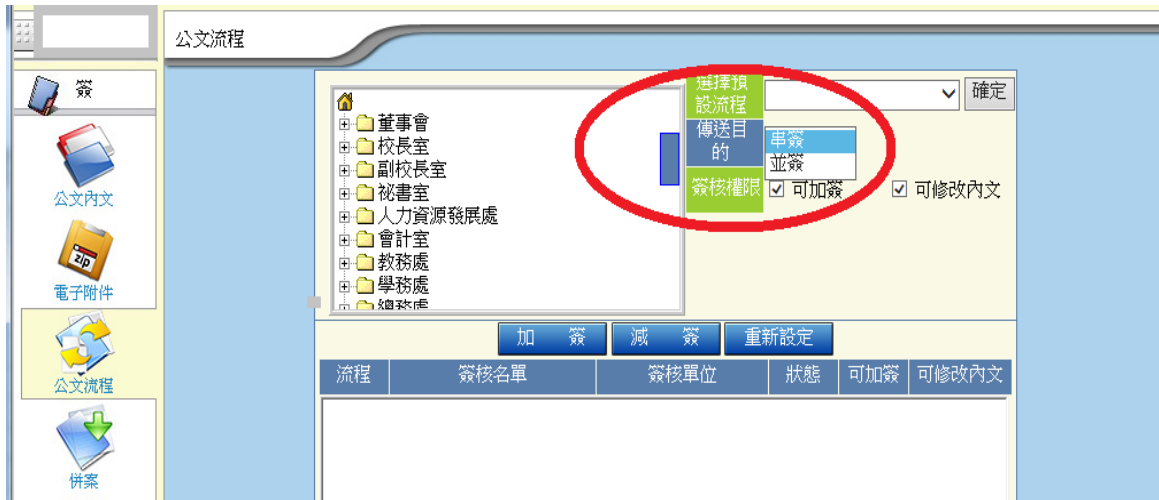 公文流程
簽
公文內文
zip
電子附件
公文流程
併案
董事會
校長室
副校長室
祕書室
人力資源發展處
會計室
教務處
學務處
總務處
選擇預
設流程
確定
傳送目
的
串簽
並簽
簽核權限
可加簽
可修改內文
加 簽
減 簽
重新設定
流程 簽核名單 簽核單位 狀態 可加簽 可修改內文